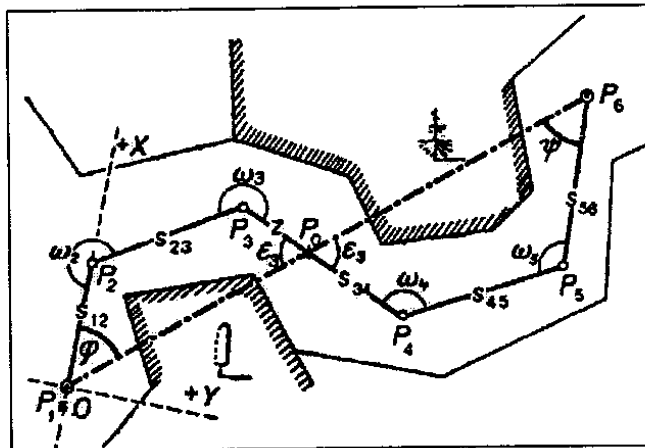 P₆
+X
ψ
ω₃
S₅₆
P₃
z
P₀
S₂₃
ε₃
ε₃
ω₂
P₂
S₃₄
ω₄
ω₅
P₅
S₄₅
S₁₂
P₄
φ
+Y
P₁≡O